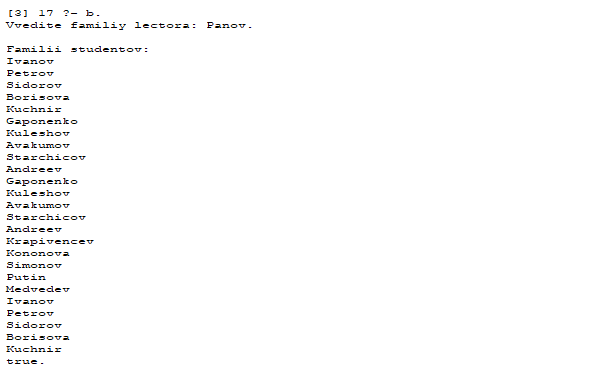 [3] 17 ?- b.
Vvedite familiy lectora: Panov.
Familii studentov:
Ivanov
Petrov
Sidorov
Borisova
Kuchnir
Gaponenko
Kuleshov
Avakumov
Starchicov
Andreev
Gaponenko
Kuleshov
Avakumov
Starchicov
Andreev
Krapivencev
Kononova
Simonov
Putin
Medvedev
Ivanov
Petrov
Sidorov
Borisova
Kuchnir
true.